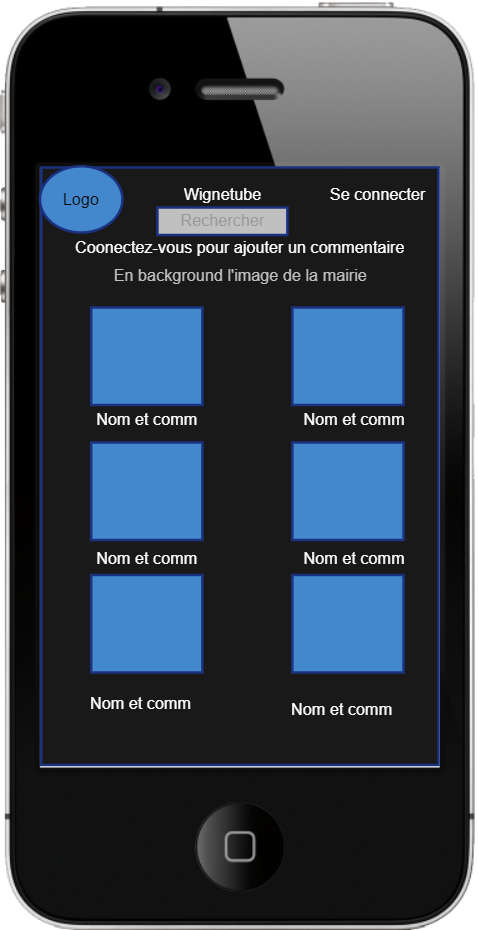 Logo
Wignetube
Se connecter
Rechercher
Coonectez-vous pour ajouter un commentaire
En background l'image de la mairie
Nom et comm
Nom et comm
Nom et comm
Nom et comm
Nom et comm
Nom et comm